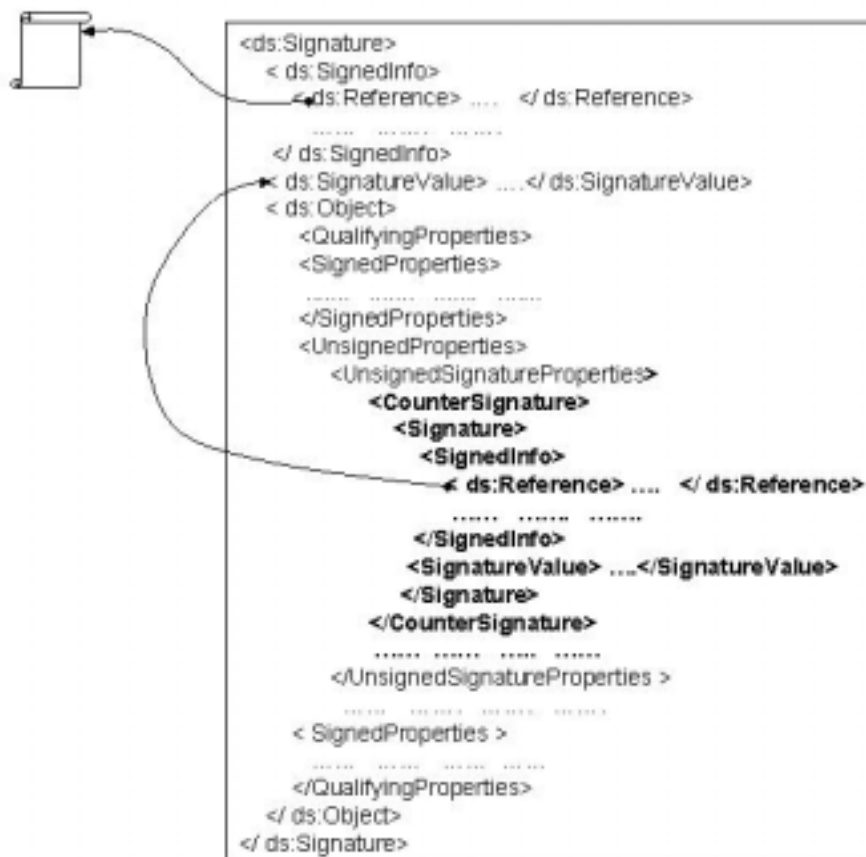 <ds:Signature>
< ds:SignedInfo>
< ds:Reference> .... </ ds:Reference>
...... ....... .......
</ ds:SignedInfo>
< ds:SignatureValue> ....</ ds:SignatureValue>
< ds:Object>
<QualifyingProperties>
<SignedProperties>
....... ....... ....... .......
</SignedProperties>
<UnsignedProperties>
<UnsignedSignatureProperties>
<CounterSignature>
<Signature>
<SignedInfo>
< ds:Reference> .... </ ds:Reference>
...... ....... .......
</SignedInfo>
<SignatureValue> ....</SignatureValue>
</Signature>
</CounterSignature>
...... ...... ..... ......
</UnsignedSignatureProperties >
...... ....... ....... .......
< SignedProperties >
...... ...... ...... ......
</QualifyingProperties>
</ ds:Object>
</ ds:Signature>